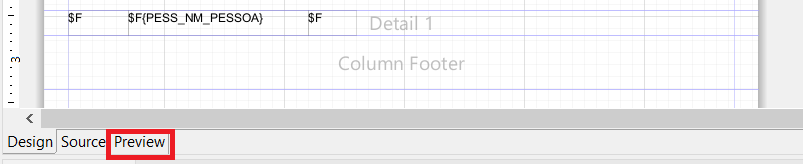 $F $F{PESS_NM_PESSOA} $F
Detail 1
Column Footer
3
Design Source Preview